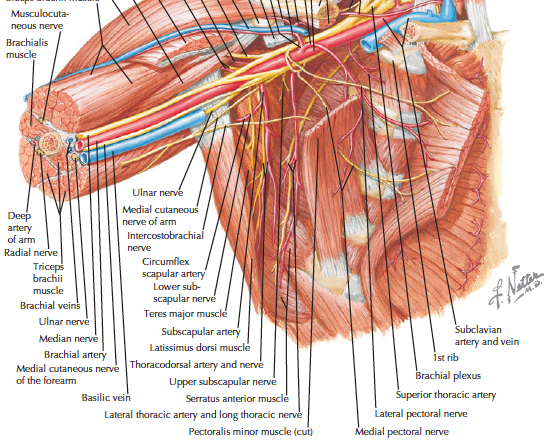 Musculocuta-
neous nerve
Brachialis
muscle
Deep
artery
of arm
Radial nerve
Triceps
brachii
muscle
Brachial veins
Ulnar nerve
Median nerve
Brachial artery
Medial cutaneous nerve
of the forearm
Basilic vein
Ulnar nerve
Medial cutaneous
nerve of arm
Intercostobrachial
nerve
Circumflex
scapular artery
Lower sub-
scapular nerve
Teres major muscle
Subscapular artery
Latissimus dorsi muscle
Thoracodorsal artery and nerve
Upper subscapular nerve
Serratus anterior muscle
Lateral thoracic artery and long thoracic nerve
Pectoralis minor muscle (cut)
Subclavian
artery and vein
1st rib
Brachial plexus
Superior thoracic artery
Lateral pectoral nerve
Medial pectoral nerve
F. Netter
M.D.